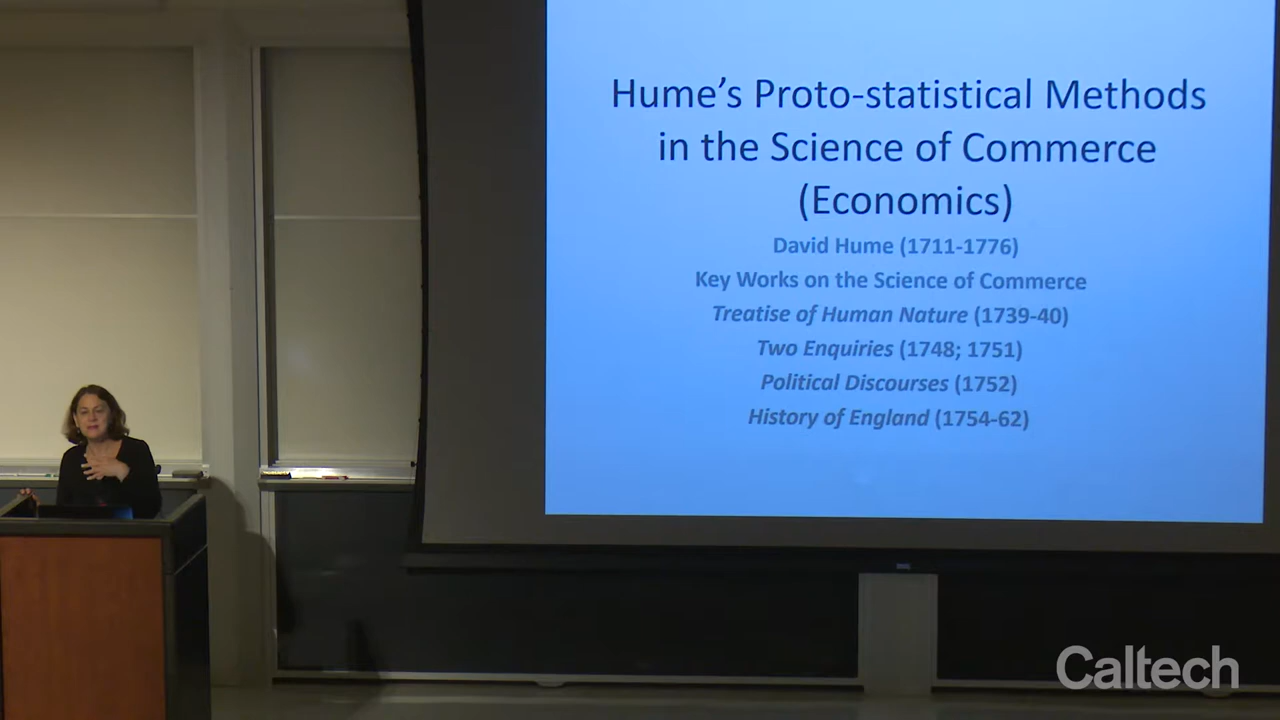 Hume’s Proto-statistical Methods
in the Science of Commerce
(Economics)
David Hume (1711-1776)
Key Works on the Science of Commerce
Treatise of Human Nature (1739-40)
Two Enquiries (1748; 1751)
Political Discourses (1752)
History of England (1754-62)
Caltech